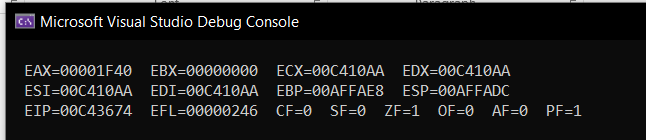 Microsoft Visual Studio Debug Console
EAX=00001F40 EBX=00000000 ECX=00C410AA EDX=00C410AA
ESI=00C410AA EDI=00C410AA EBP=00AFFAE8 ESP=00AFFADC
EIP=00C43674 EFL=00000246 CF=0 SF=0 ZF=1 OF=0 AF=0 PF=1